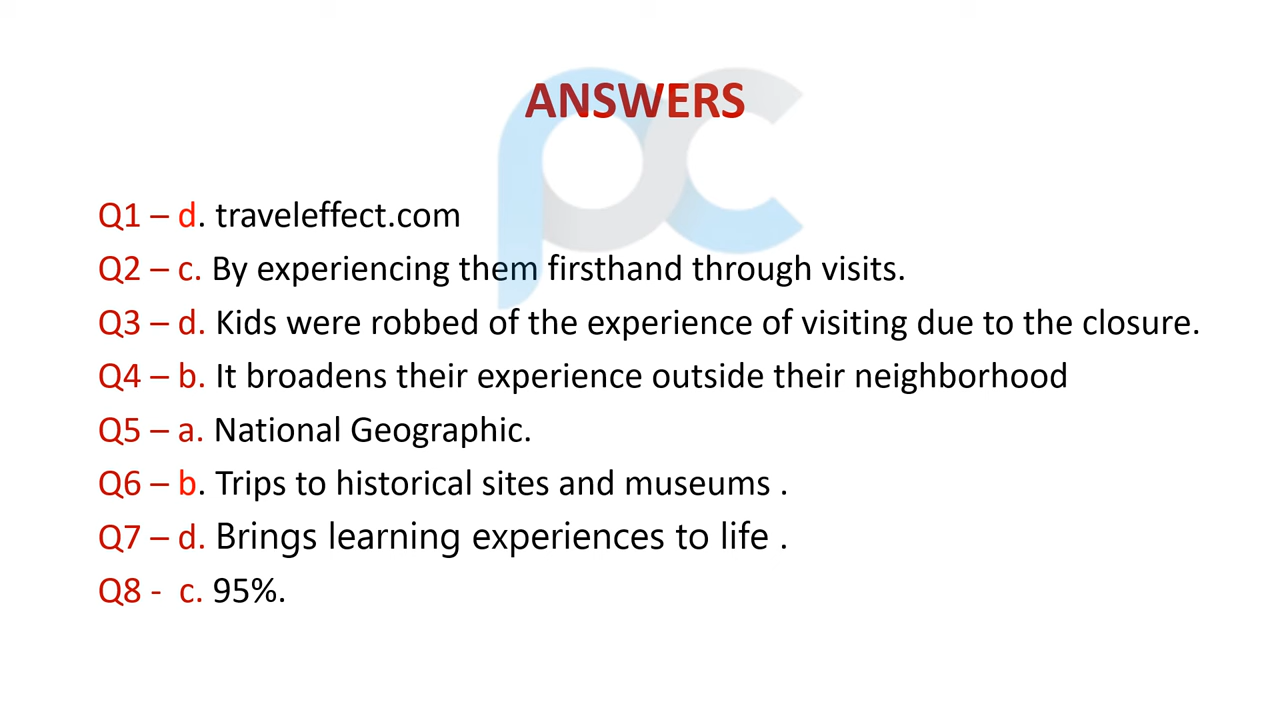 ANSWERS
Q1 – d. traveleffect.com
Q2 – c. By experiencing them firsthand through visits.
Q3 – d. Kids were robbed of the experience of visiting due to the closure.
Q4 – b. It broadens their experience outside their neighborhood
Q5 – a. National Geographic.
Q6 – b. Trips to historical sites and museums .
Q7 – d. Brings learning experiences to life .
Q8 - c. 95%.